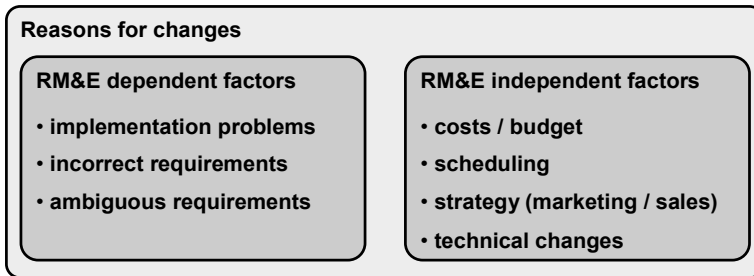 Reasons for changes
RM&E dependent factors
• implementation problems
• incorrect requirements
• ambiguous requirements
RM&E independent factors
• costs / budget
• scheduling
• strategy (marketing / sales)
• technical changes